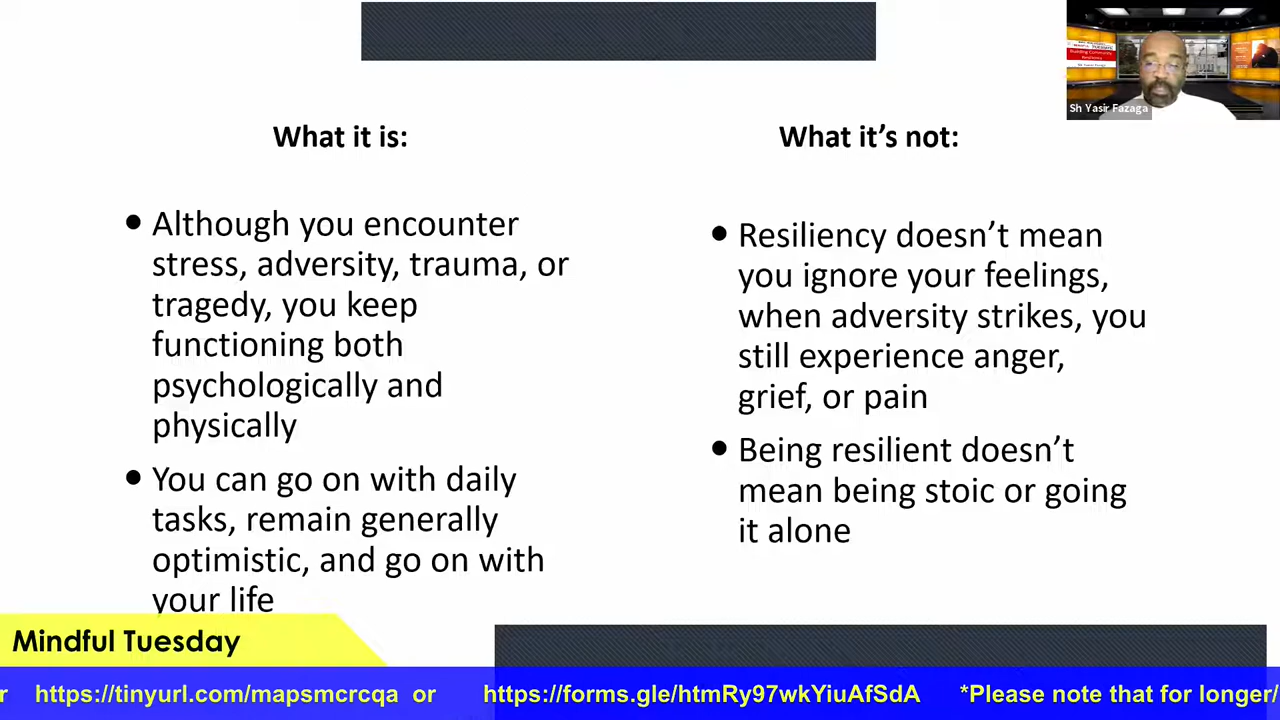 What it is:
• Although you encounter
stress, adversity, trauma, or
tragedy, you keep
functioning both
psychologically and
physically
• You can go on with daily
tasks, remain generally
optimistic, and go on with
your life
What it’s not:
• Resiliency doesn’t mean
you ignore your feelings,
when adversity strikes, you
still experience anger,
grief, or pain
• Being resilient doesn’t
mean being stoic or going
it alone
Building Community
Resiliency
Sh Yasir Fazaga
Mindful Tuesday
r https://tinyurl.com/mapsmcrcqa or https://forms.gle/htmRy97wkYiuAfSdA *Please note that for longer/